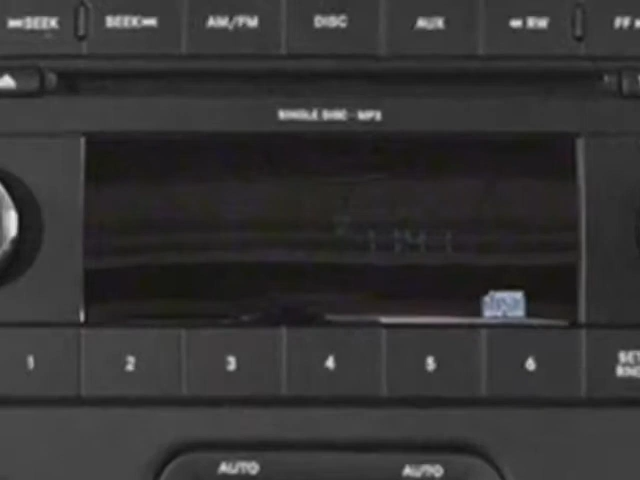 SEEK SEEK AM/FM DISC AUX RW FF
SINGLE DISC - MP3
1 2 3 4 5 6 SET
AUTO AUTO